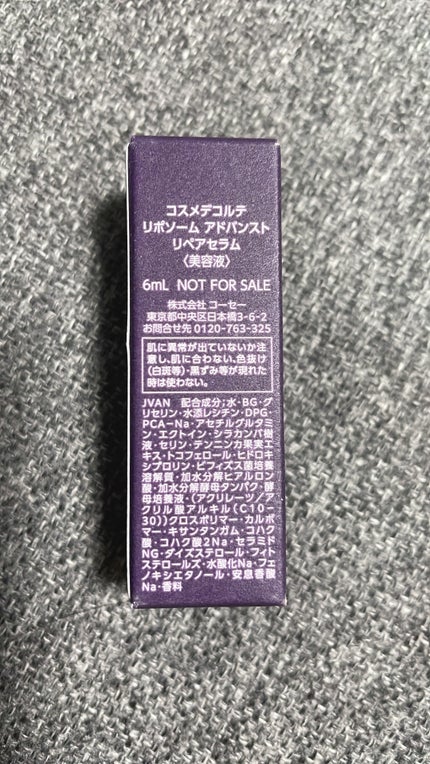 コスメデコルテ
リポソーム アドバンスト
リペアセラム
〈美容液〉
6mL NOT FOR SALE
株式会社 コーセー
東京都中央区日本橋3-6-2
お問合せ先 0120-763-325
肌に異常が出ていないか注
意し、肌に合わない、色抜け
(白斑等)・黒ずみ等が現れた
時は使わない。
JVAN 配合成分:水・BG・グ
リセリン・水添レシチン・DPG・
PCA-Na・アセチルグルタミ
ン・エクトイン・シラカンバ樹
液・セリン・テンニンカ果実エ
キス・トコフェロール・ヒドロキ
シプロリン・ビフィズス菌培養
溶解質・加水分解ヒアルロン
酸・加水分解酵母タンパク・酵
母培養液・(アクリレーツ/ア
クリル酸アルキル(C10-
30))クロスポリマー・カルボ
マー・キサンタンガム・コハク
酸・コハク酸2Na・セラミド
NG・ダイズステロール・フィト
ステロールズ・水酸化Na・フェ
ノキシエタノール・安息香酸
Na・香料